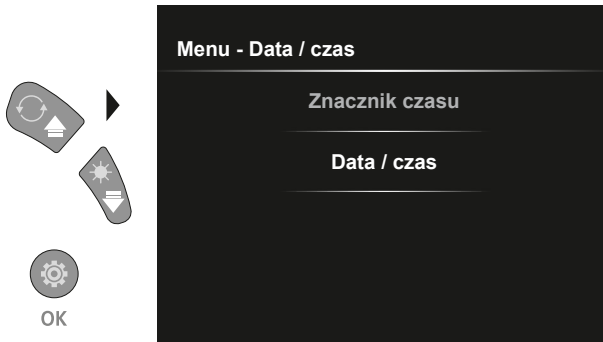 Menu - Data / czas
Znacznik czasu
Data / czas
OK